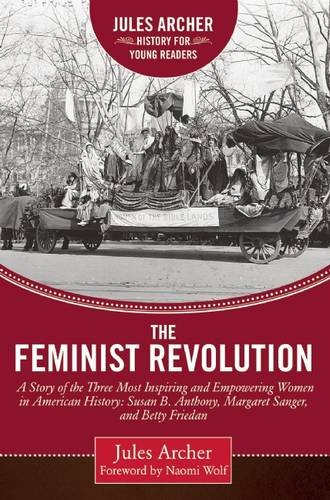 JULES ARCHER
HISTORY FOR
YOUNG READERS
WOMEN OF THE BIBLE LANDS
THE
FEMINIST REVOLUTION
A Story of the Three Most Inspiring and Empowering Women
in American History: Susan B. Anthony, Margaret Sanger,
and Betty Friedan
Jules Archer
Foreword by Naomi Wolf